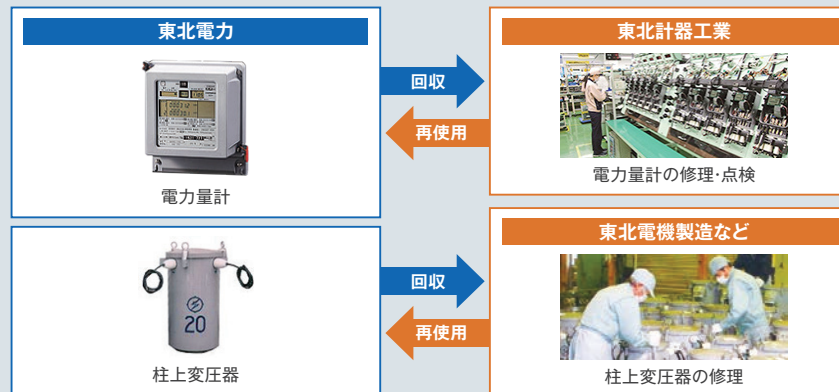 東北電力
電力量計
回収
再使用
東北計器工業
電力量計の修理・点検
20
柱上変圧器
回収
再使用
東北電機製造など
柱上変圧器の修理